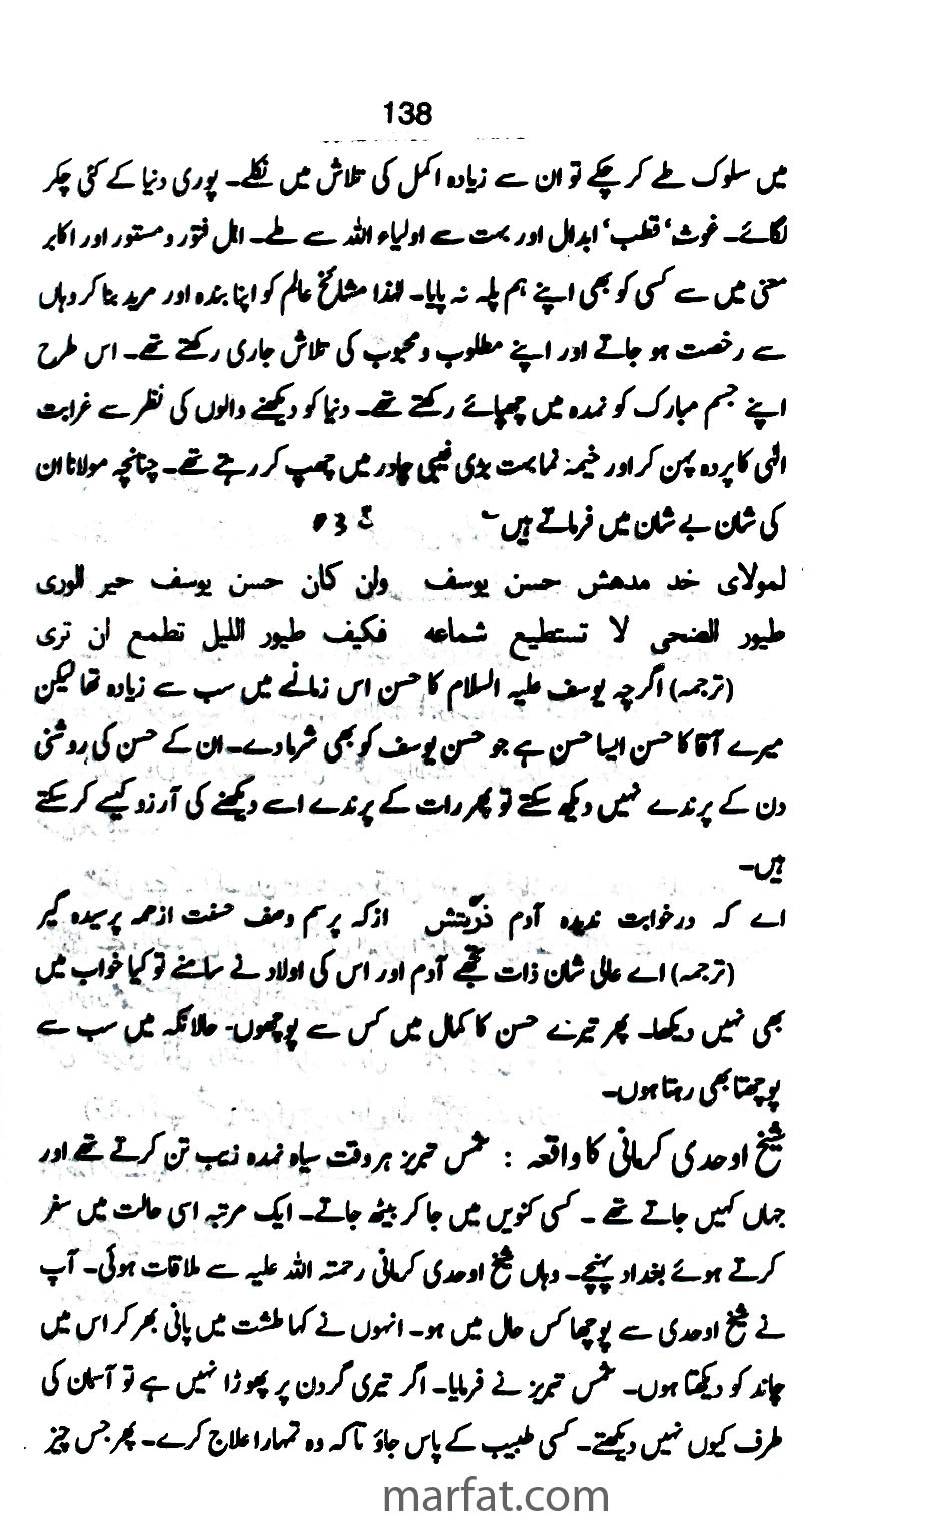 138
میں سلوک طے کر چکے تو ان سے زیادہ اکمل کی تلاش میں نکلے۔ پوری دنیا کے کئی چکر
لگائے۔ غوث‘ قطب‘ ابدال اور بہت سے اولیاء اللہ سے ملے۔ اہل فتور و مستور اور اکابر
معنی میں سے کسی کو بھی اپنے ہم پلہ نہ پایا۔ لہٰذا مشائخ عالم کو اپنا بندہ اور مرید بنا کر وہاں
سے رخصت ہو جاتے اور اپنے مطلوب و محبوب کی تلاش جاری رکھتے تھے۔ اس طرح
اپنے جسم مبارک کو نمدہ میں چھپائے رکھتے تھے۔ دنیا کو دیکھنے والوں کی نظر سے غرابت
الٰہی کا پردہ پہن کر اور خیمہ نما بہت بڑی غیبی چادر میں چھپ کر رہتے تھے۔ چنانچہ مولانا ان
کی شان بے شان میں فرماتے ہیں
لمولای خد مدھش حسن یوسف ولن کان حسن یوسف حیر الوری
طیور الضحی لا تستطیع شماعہ فکیف طیور اللیل تطمع ان تری
(ترجمہ) اگرچہ یوسف علیہ السلام کا حسن اس زمانے میں سب سے زیادہ تھا لیکن
میرے آقا کا حسن ایسا حسن ہے جو حسن یوسف کو بھی شرما دے۔ ان کے حسن کی روشنی
دن کے پرندے نہیں دیکھ سکتے تو پھر رات کے پرندے اسے دیکھنے کی آرزو کیسے کر سکتے
ہیں۔
اے کہ درخوابت ندیدہ آدم ذریتش ازکہ پرسم وصف حسنت ازہمہ پرسیدہ گیر
(ترجمہ) اے عالی شان ذات تجھے آدم اور اس کی اولاد نے سامنے تو کیا خواب میں
بھی نہیں دیکھا۔ پھر تیرے حسن کا کمال میں کس سے پوچھوں۔ حالانکہ میں سب سے
پوچھتا بھی رہتا ہوں۔
شیخ اوحدی کرمانی کا واقعہ : شمس تبریز ہر وقت سیاہ نمدہ زیب تن کرتے تھے اور
جہاں کہیں جاتے تھے ۔ کسی کنویں میں جا کر بیٹھ جاتے۔ ایک مرتبہ اسی حالت میں سفر
کرتے ہوئے بغداد پہنچے۔ وہاں شیخ اوحدی کرمانی رحمتہ اللہ علیہ سے ملاقات ہوئی۔ آپ
نے شیخ اوحدی سے پوچھا کس حال میں ہو۔ انہوں نے کہا طشت میں پانی بھر کر اس میں
چاند کو دیکھتا ہوں۔ شمس تبریز نے فرمایا۔ اگر تیری گردن پر پھوڑا نہیں ہے تو آسمان کی
طرف کیوں نہیں دیکھتے۔ کسی طبیب کے پاس جاؤ تاکہ وہ تمہارا علاج کرے۔ پھر جس چیز
marfat.com